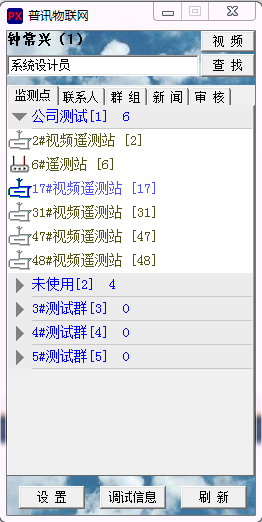 PX 普讯物联网
钟常兴（1） 视 频
系统设计员 查 找
监测点 联系人 群 组 新 闻 审 核
公司测试[1] 6
2#视频遥测站 [2]
6#遥测站 [6]
17#视频遥测站 [17]
31#视频遥测站 [31]
47#视频遥测站 [47]
48#视频遥测站 [48]
未使用[2] 4
3#测试群[3] 0
4#测试群[4] 0
5#测试群[5] 0
设 置 调试信息 刷 新